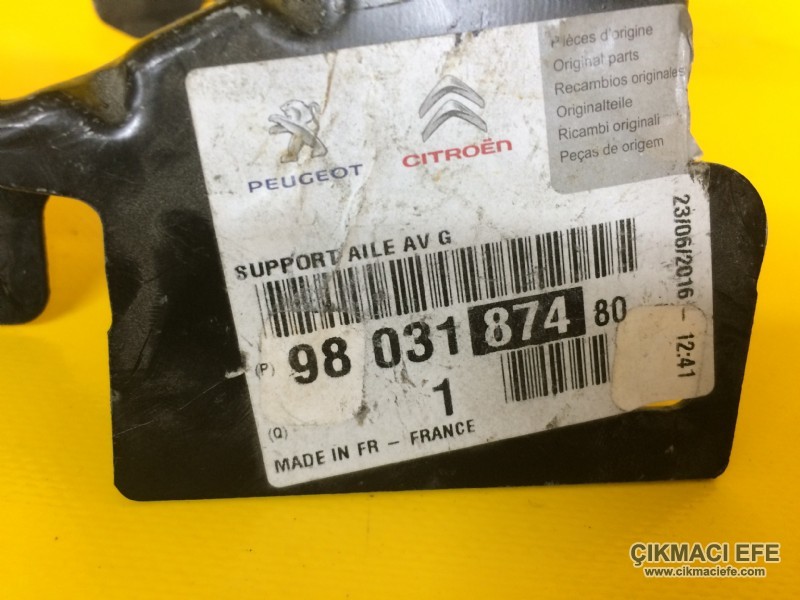 PEUGEOT
CITROËN
Pièces d'origine
Original parts
Recambios originales
Originalteile
Ricambi originali
Peças de origem
SUPPORT AILE AV G
(P) 98 031 874 80
(Q) 1
MADE IN FR – FRANCE
23/06/2016 – 12:41
ÇIKMACI EFE
www.cikmaciefe.com